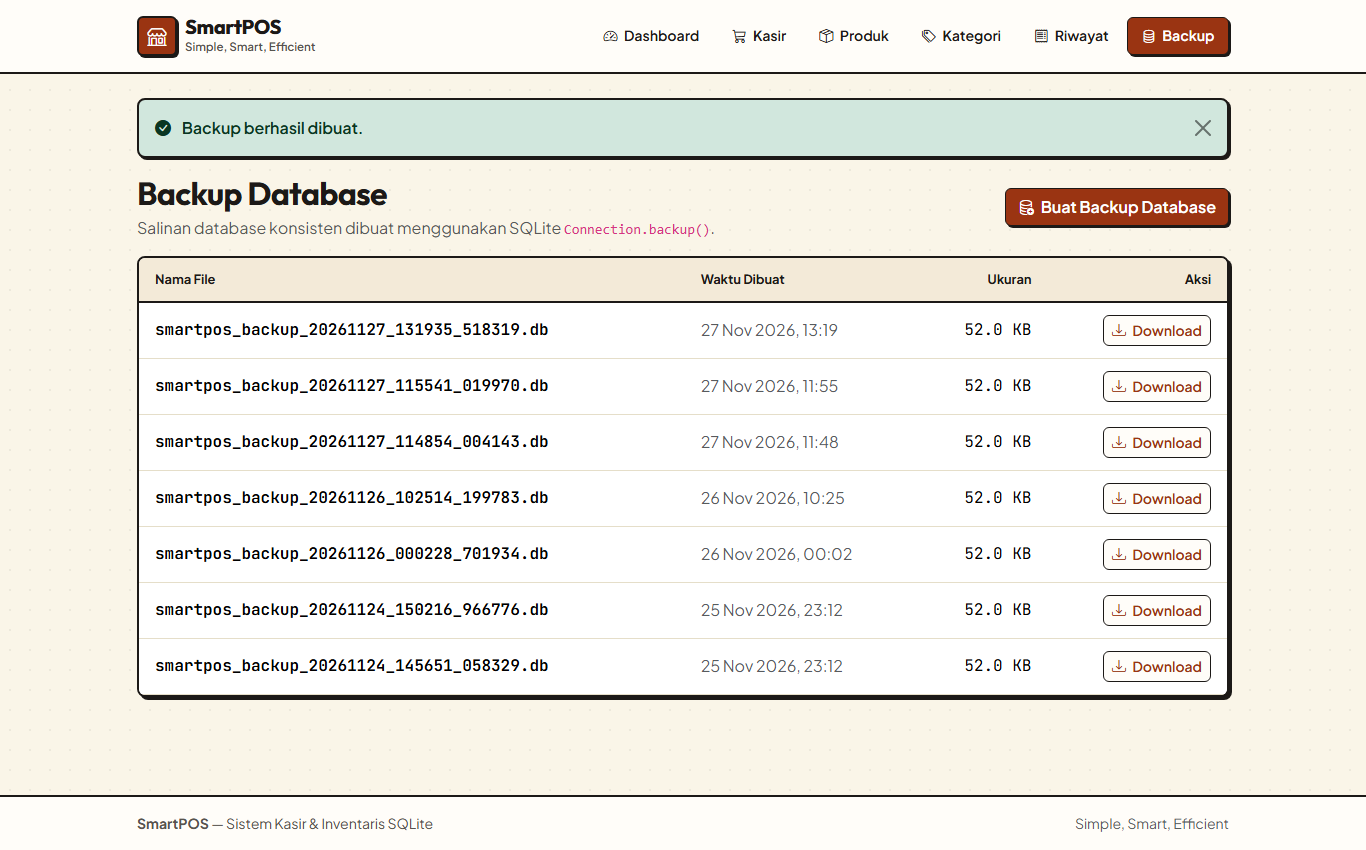 SmartPOS
Simple, Smart, Efficient
Dashboard
Kasir
Produk
Kategori
Riwayat
Backup
Backup berhasil dibuat.
Backup Database
Salinan database konsisten dibuat menggunakan SQLite Connection.backup().
Buat Backup Database
Nama File Waktu Dibuat Ukuran Aksi
smartpos_backup_20261127_131935_518319.db 27 Nov 2026, 13:19 52.0 KB Download
smartpos_backup_20261127_115541_019970.db 27 Nov 2026, 11:55 52.0 KB Download
smartpos_backup_20261127_114854_004143.db 27 Nov 2026, 11:48 52.0 KB Download
smartpos_backup_20261126_102514_199783.db 26 Nov 2026, 10:25 52.0 KB Download
smartpos_backup_20261126_000228_701934.db 26 Nov 2026, 00:02 52.0 KB Download
smartpos_backup_20261124_150216_966776.db 25 Nov 2026, 23:12 52.0 KB Download
smartpos_backup_20261124_145651_058329.db 25 Nov 2026, 23:12 52.0 KB Download
SmartPOS — Sistem Kasir & Inventaris SQLite
Simple, Smart, Efficient